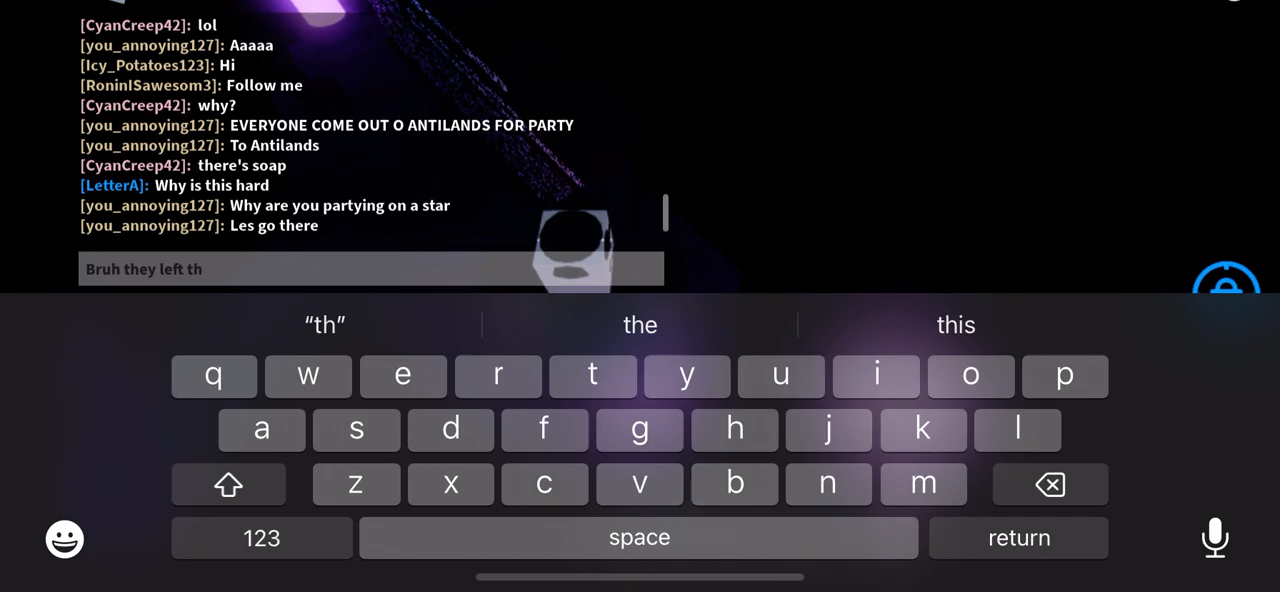 [CyanCreep42]: lol
[you_annoying127]: Aaaaa
[Icy_Potatoes123]: Hi
[RoninISawesom3]: Follow me
[CyanCreep42]: why?
[you_annoying127]: EVERYONE COME OUT O ANTILANDS FOR PARTY
[you_annoying127]: To Antilands
[CyanCreep42]: there's soap
[LetterA]: Why is this hard
[you_annoying127]: Why are you partying on a star
[you_annoying127]: Les go there
Bruh they left th
“th” the this
q w e r t y u i o p
a s d f g h j k l
z x c v b n m
123 space return